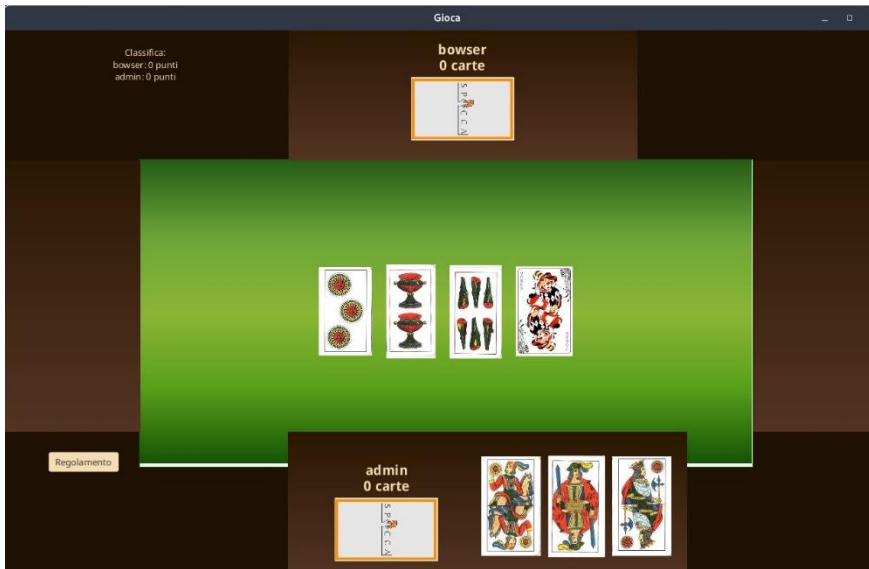 Gioca
Classifica:
bowser: 0 punti
admin: 0 punti
bowser
0 carte
Regolamento
admin
0 carte